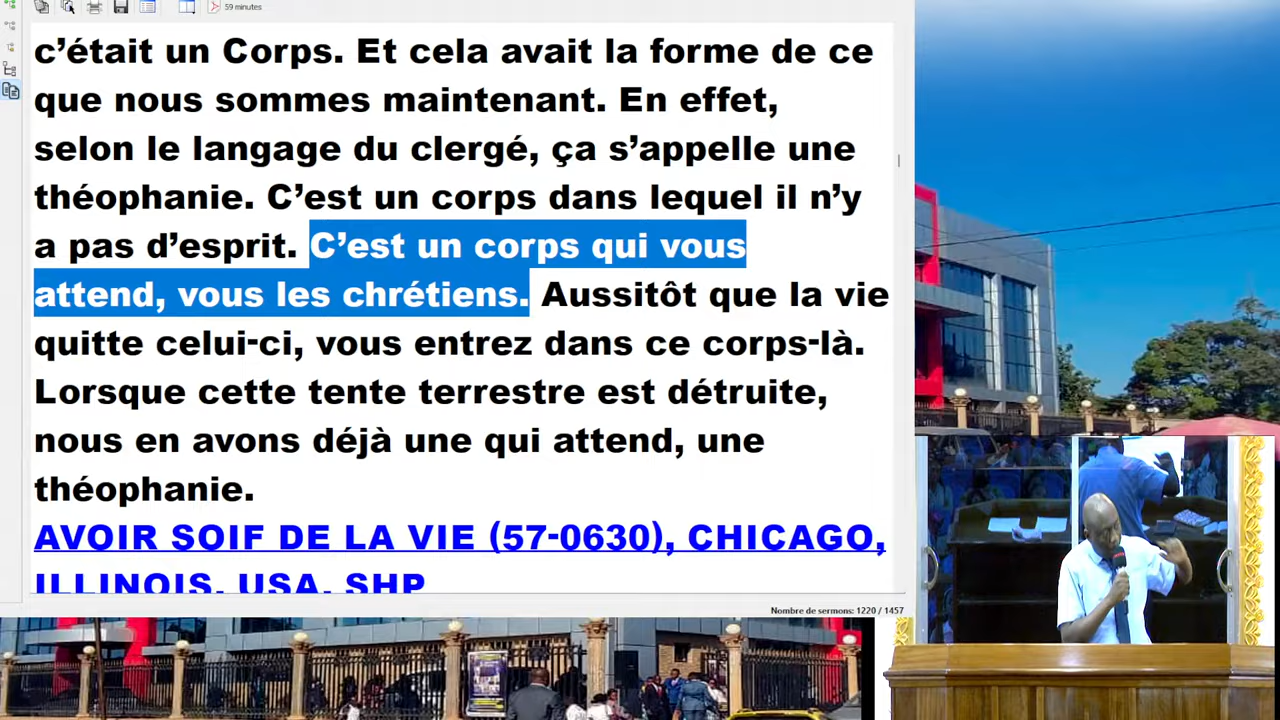 59 minutes
c’était un Corps. Et cela avait la forme de ce
que nous sommes maintenant. En effet,
selon le langage du clergé, ça s’appelle une
théophanie. C’est un corps dans lequel il n’y
a pas d’esprit. C’est un corps qui vous
attend, vous les chrétiens. Aussitôt que la vie
quitte celui-ci, vous entrez dans ce corps-là.
Lorsque cette tente terrestre est détruite,
nous en avons déjà une qui attend, une
théophanie.
AVOIR SOIF DE LA VIE (57-0630), CHICAGO,
ILLINOIS, USA, SHP
Nombre de sermons: 1220 / 1457